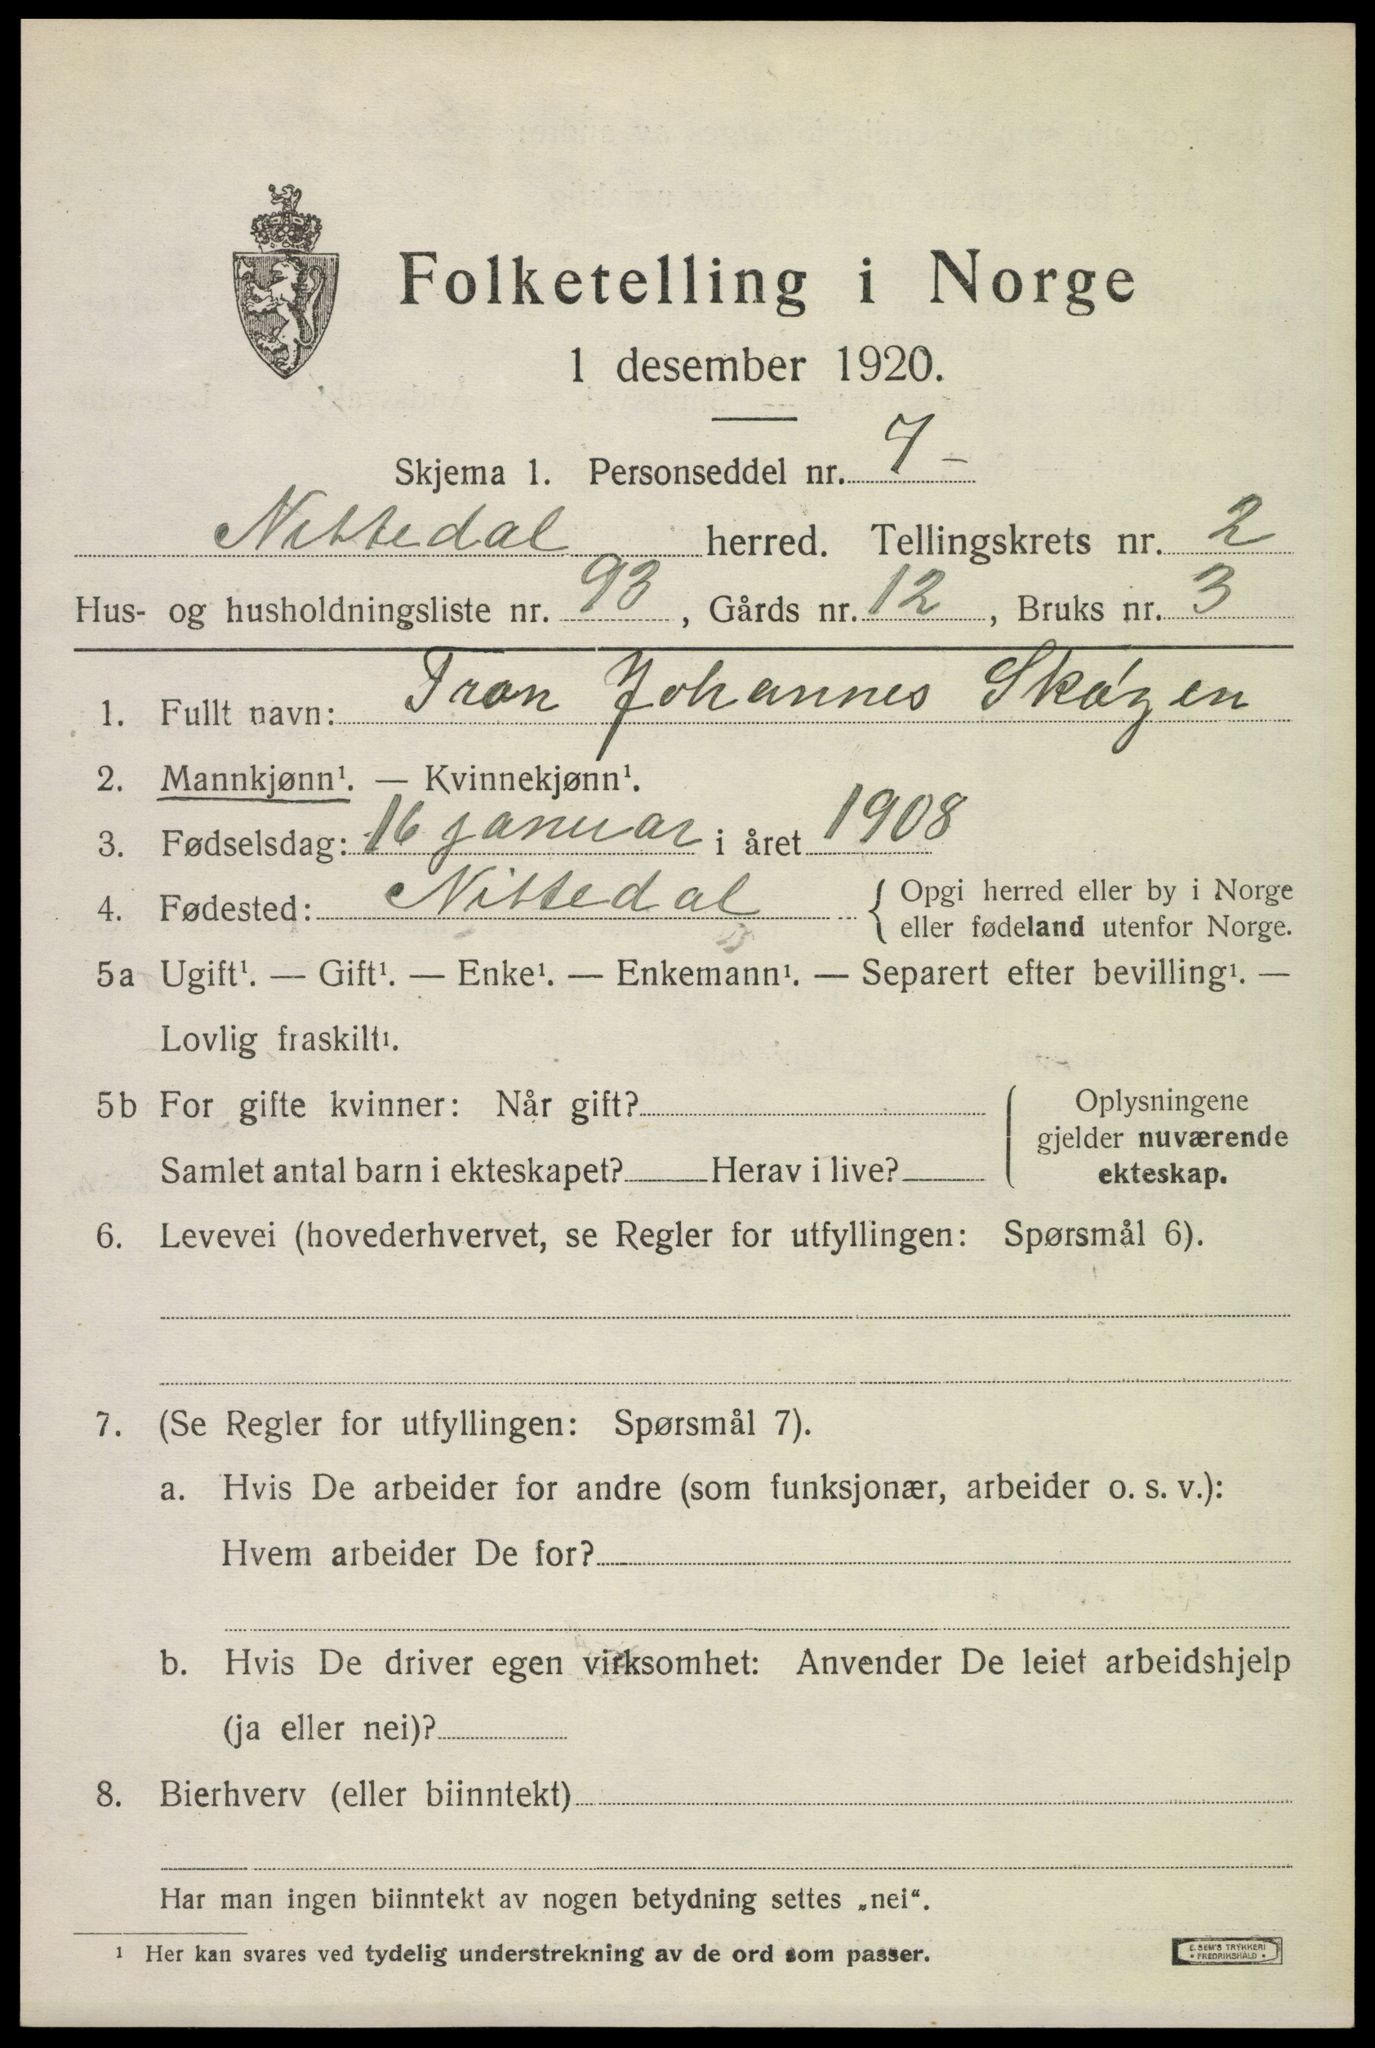 Folketelling i Norge
1 desember 1920.
Skjema 1. Personseddel nr. 7 -
Nittedal herred. Tellingskrets nr. 2
Hus- og husholdningsliste nr. 93, Gårds nr. 12, Bruks nr. 3
1. Fullt navn: Tron Johannes Skøyen
2. Mannkjønn¹. — Kvinnekjønn¹.
3. Fødselsdag: 16 januar i året 1908
4. Fødested: Nittedal { Opgi herred eller by i Norge
eller fødeland utenfor Norge.
5a Ugift¹. — Gift¹. — Enke¹. — Enkemann¹. — Separert efter bevilling¹. —
Lovlig fraskilt¹.
5b For gifte kvinner: Når gift? ( Oplysningene
gjelder nuværende
Samlet antal barn i ekteskapet? Herav i live? ekteskap.
6. Levevei (hovederhvervet, se Regler for utfyllingen: Spørsmål 6).
7. (Se Regler for utfyllingen: Spørsmål 7).
a. Hvis De arbeider for andre (som funksjonær, arbeider o. s. v.):
Hvem arbeider De for?
b. Hvis De driver egen virksomhet: Anvender De leiet arbeidshjelp
(ja eller nei)?
8. Bierhverv (eller biinntekt)
Har man ingen biinntekt av nogen betydning settes „nei“.
¹ Her kan svares ved tydelig understrekning av de ord som passer.
E. SEM'S TRYKKERI
• FREDRIKSHALD •